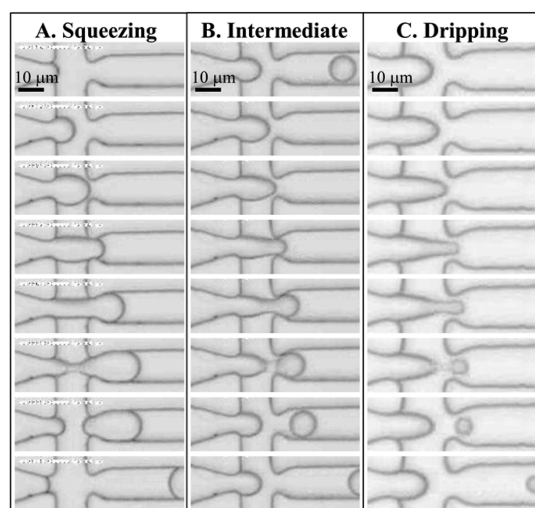 A. Squeezing
B. Intermediate
C. Dripping
10 μm
10 μm
10 μm